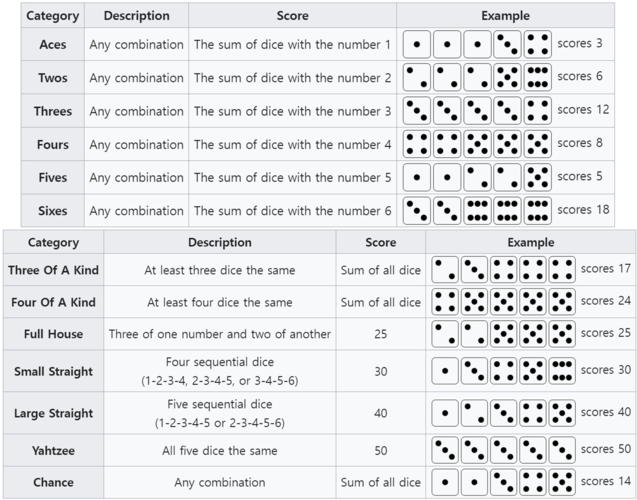 Category Description Score Example
Aces Any combination The sum of dice with the number 1 scores 3
Twos Any combination The sum of dice with the number 2 scores 6
Threes Any combination The sum of dice with the number 3 scores 12
Fours Any combination The sum of dice with the number 4 scores 8
Fives Any combination The sum of dice with the number 5 scores 5
Sixes Any combination The sum of dice with the number 6 scores 18
Category Description Score Example
Three Of A Kind At least three dice the same Sum of all dice scores 17
Four Of A Kind At least four dice the same Sum of all dice scores 24
Full House Three of one number and two of another 25 scores 25
Small Straight Four sequential dice 30 scores 30
(1-2-3-4, 2-3-4-5, or 3-4-5-6)
Large Straight Five sequential dice 40 scores 40
(1-2-3-4-5 or 2-3-4-5-6)
Yahtzee All five dice the same 50 scores 50
Chance Any combination Sum of all dice scores 14